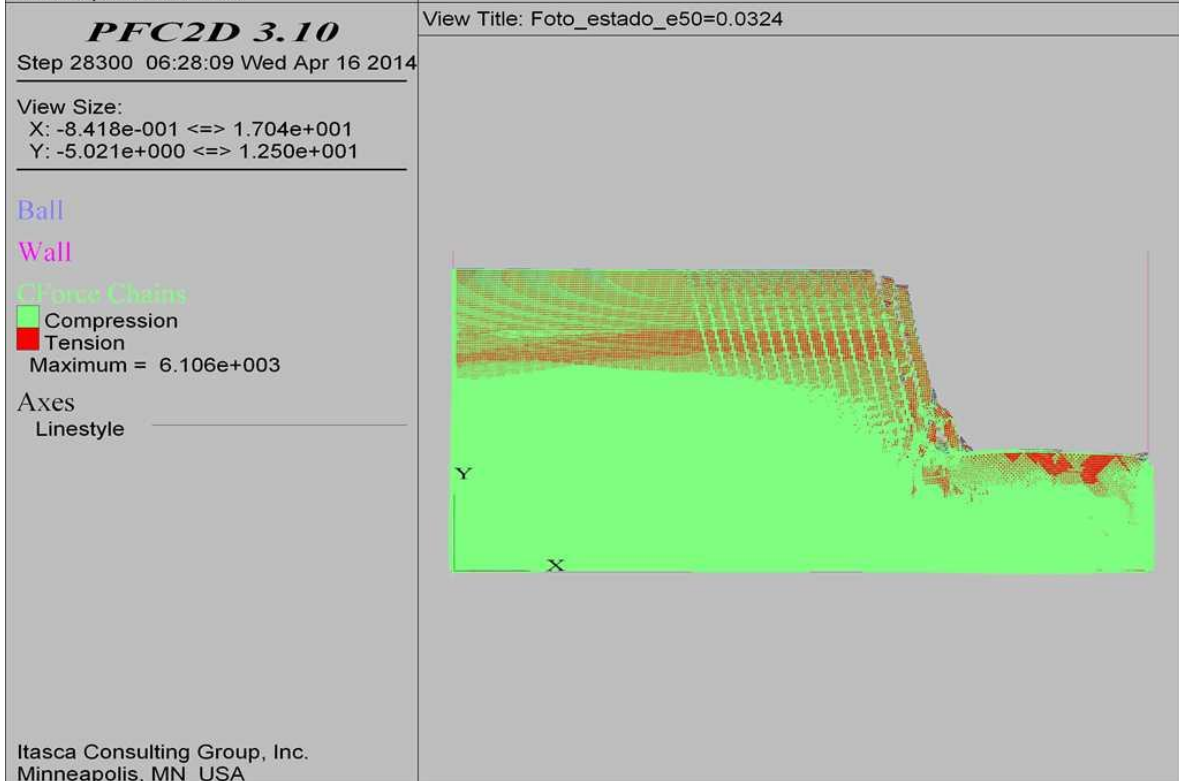 PFC2D 3.10
Step 28300 06:28:09 Wed Apr 16 2014
View Size:
X: -8.418e-001 <=> 1.704e+001
Y: -5.021e+000 <=> 1.250e+001
Ball
Wall
CForce Chains
Compression
Tension
Maximum = 6.106e+003
Axes
Linestyle
Itasca Consulting Group, Inc.
Minneapolis, MN USA
View Title: Foto_estado_e50=0.0324
Y
X